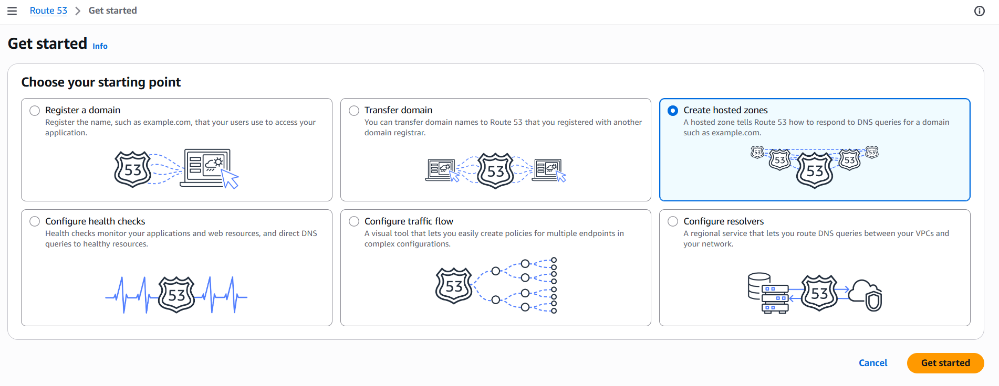 Route 53 > Get started
Get started Info
Choose your starting point
Register a domain
Register the name, such as example.com, that your users use to access your
application.
53
Transfer domain
You can transfer domain names to Route 53 that you registered with another
domain registrar.
53
Create hosted zones
A hosted zone tells Route 53 how to respond to DNS queries for a domain
such as example.com.
53 53 53 53 53
Configure health checks
Health checks monitor your applications and web resources, and direct DNS
queries to healthy resources.
53
Configure traffic flow
A visual tool that lets you easily create policies for multiple endpoints in
complex configurations.
53
Configure resolvers
A regional service that lets you route DNS queries between your VPCs and
your network.
53
Cancel Get started